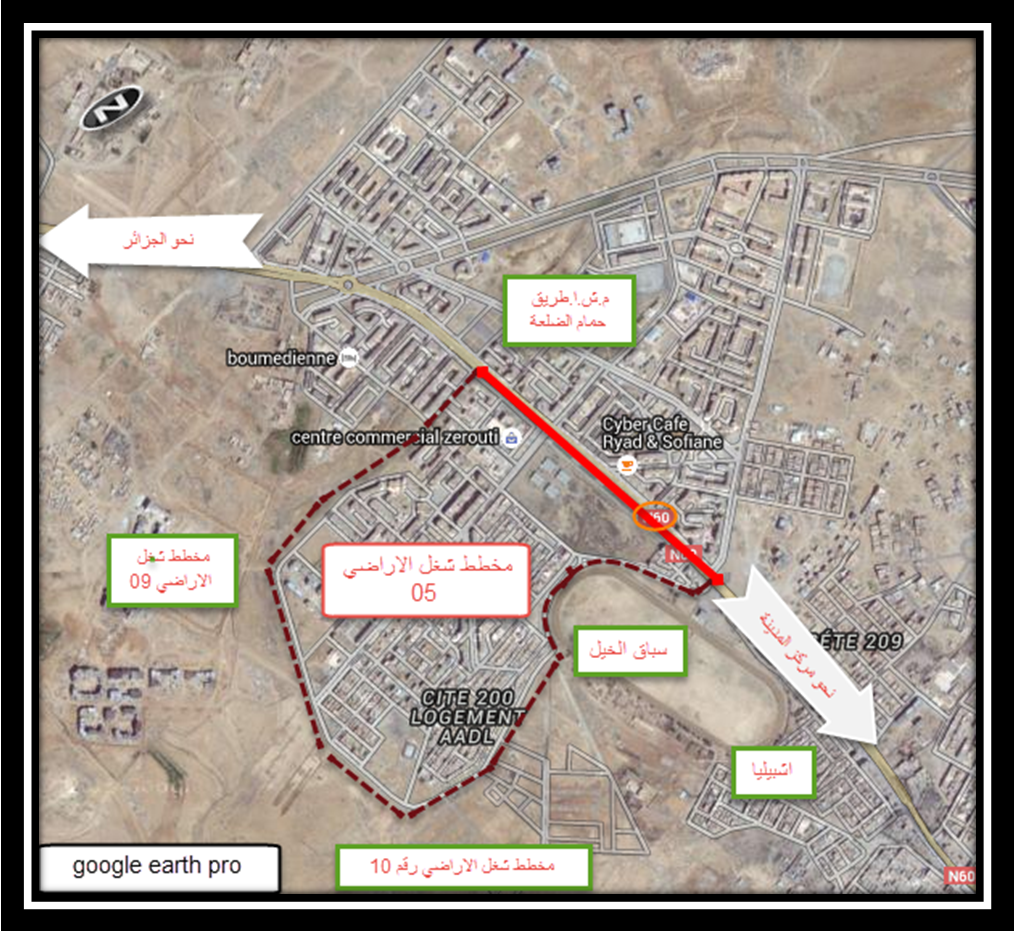 N
نحو الجزائر
م.ش.ا.طريق
حمام الضلعة
boumedienne
centre commercial zerouti
Cyber Cafe
Ryad & Sofiane
N60
مخطط شغل
الاراضي 09
مخطط شغل الاراضي
05
سباق الخيل
نحو مركز المدينة
209
CITE 200
LOGEMENT
AADL
اشبيليا
google earth pro
مخطط شغل الاراضي رقم 10
N60